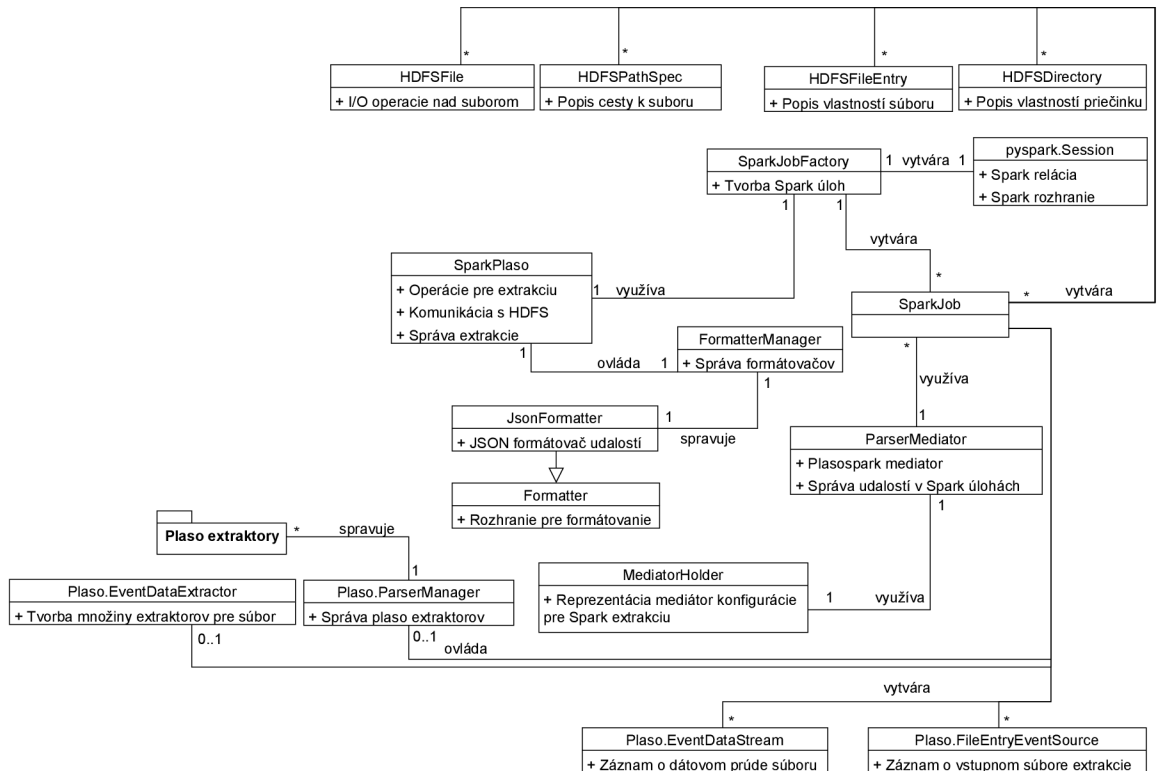 *
*
*
*
HDFSFile
+ I/O operacie nad suborom
HDFSPathSpec
+ Popis cesty k suboru
HDFSFileEntry
+ Popis vlastností súboru
HDFSDirectory
+ Popis vlastností priečinku
SparkJobFactory
+ Tvorba Spark úloh
1 vytvára 1
pyspark.Session
+ Spark relácia
+ Spark rozhranie
1
1
vytvára
*
SparkPlaso
+ Operácie pre extrakciu
+ Komunikácia s HDFS
+ Správa extrakcie
1 využíva
SparkJob
* vytvára
1
ovláda 1
FormatterManager
+ Správa formátovačov
1
*
využíva
1
JsonFormatter
+ JSON formátovač udalostí
1
spravuje
ParserMediator
+ Plasospark mediator
+ Správa udalostí v Spark úlohách
1
Formatter
+ Rozhranie pre formátovanie
Plaso extraktory
* spravuje
1
Plaso.EventDataExtractor
+ Tvorba množiny extraktorov pre súbor
0..1
Plaso.ParserManager
+ Správa plaso extraktorov
0..1
ovláda
MediatorHolder
+ Reprezentácia mediátor konfigurácie
pre Spark extrakciu
1 využíva
vytvára
*
*
Plaso.EventDataStream
+ Záznam o dátovom prúde súboru
Plaso.FileEntryEventSource
+ Záznam o vstupnom súbore extrakcie